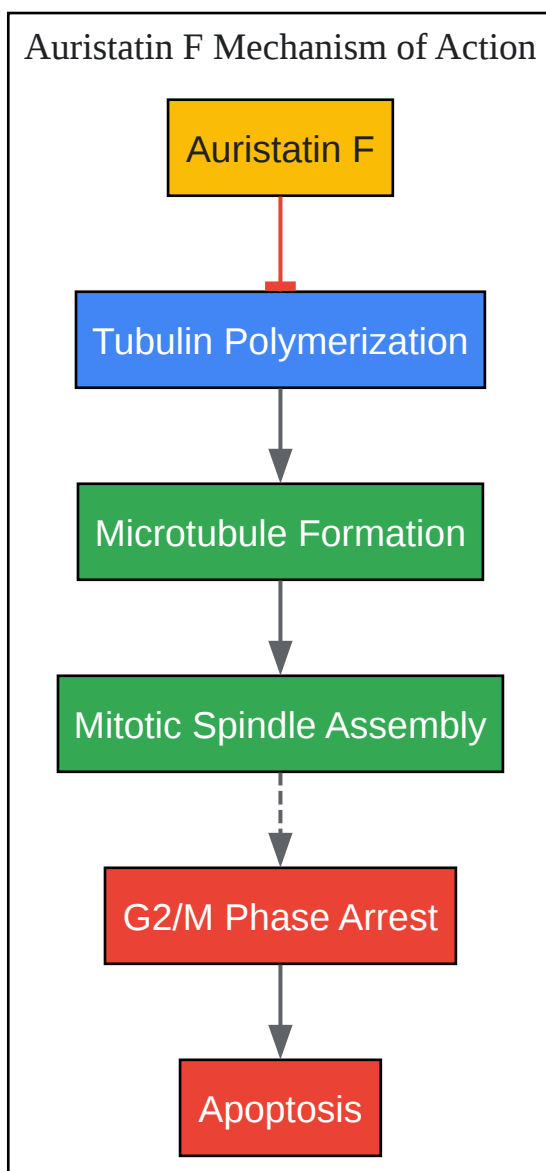 Auristatin F Mechanism of Action
Auristatin F
Tubulin Polymerization
Microtubule Formation
Mitotic Spindle Assembly
G2/M Phase Arrest
Apoptosis